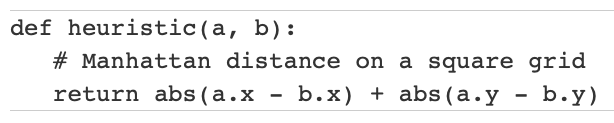 def heuristic(a, b):
   # Manhattan distance on a square grid
   return abs(a.x - b.x) + abs(a.y - b.y)